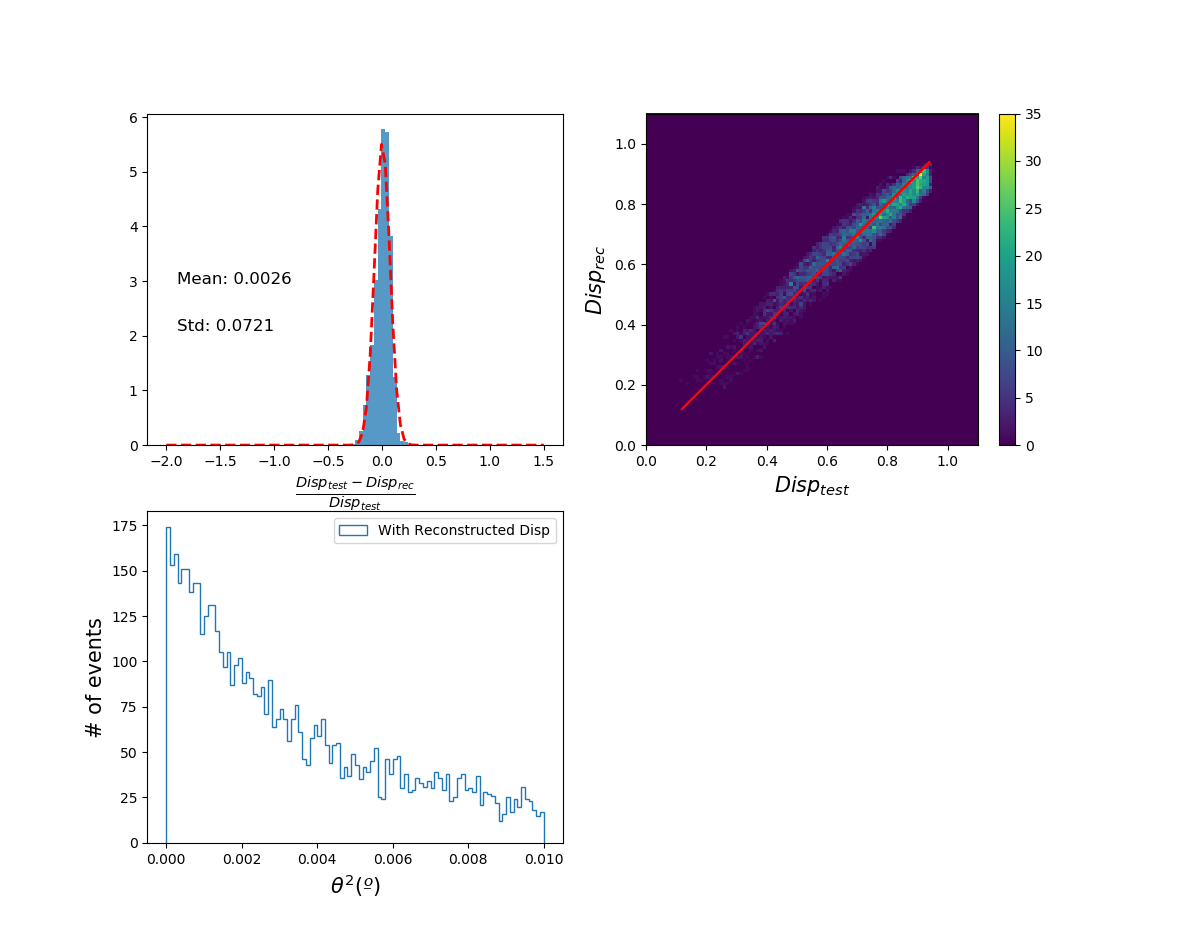 6
5
4
3
2
1
0
Mean: 0.0026
Std: 0.0721
−2.0 −1.5 −1.0 −0.5 0.0 0.5 1.0 1.5
Disp_test − Disp_rec
Disp_test
1.0
0.8
0.6
0.4
0.2
0.0
Disp_rec
0.0 0.2 0.4 0.6 0.8 1.0
Disp_test
35
30
25
20
15
10
5
0
With Reconstructed Disp
175
150
125
100
75
50
25
0
# of events
0.000 0.002 0.004 0.006 0.008 0.010
θ²(º)